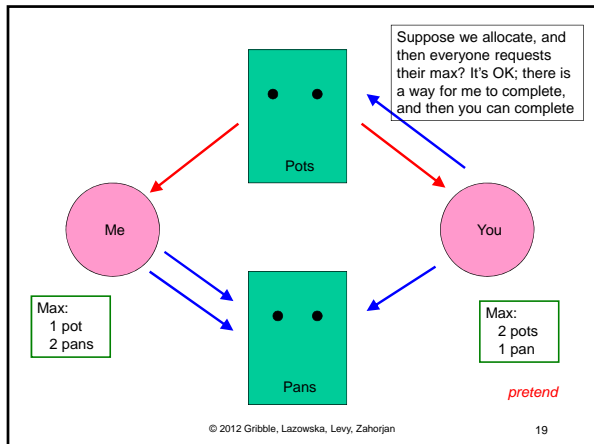 Suppose we allocate, and
then everyone requests
their max? It's OK; there is
a way for me to complete,
and then you can complete
Pots
Me
You
Max:
1 pot
2 pans
Pans
Max:
2 pots
1 pan
pretend
© 2012 Gribble, Lazowska, Levy, Zahorjan
19